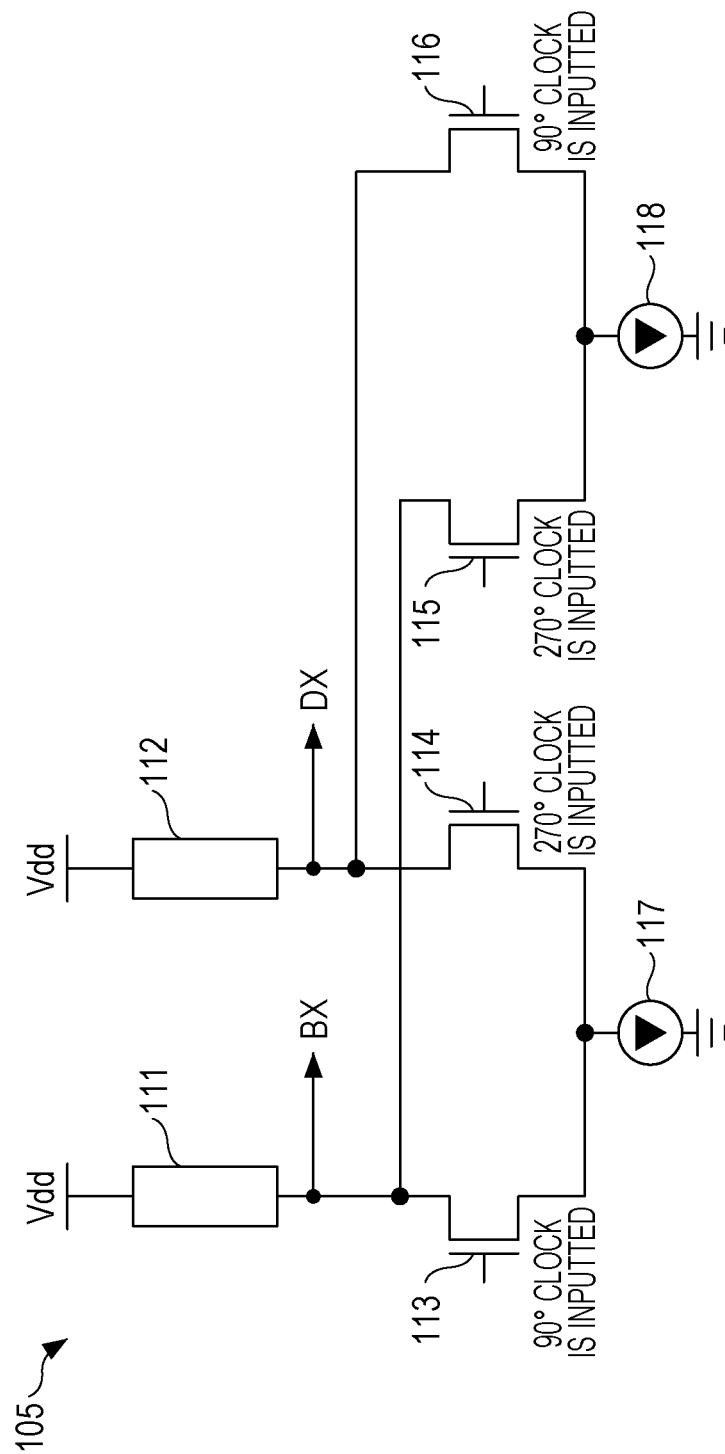 105
Vdd
Vdd
111
112
BX
DX
113
114
115
116
90° CLOCK
IS INPUTTED
270° CLOCK
IS INPUTTED
270° CLOCK
IS INPUTTED
90° CLOCK
IS INPUTTED
117
118